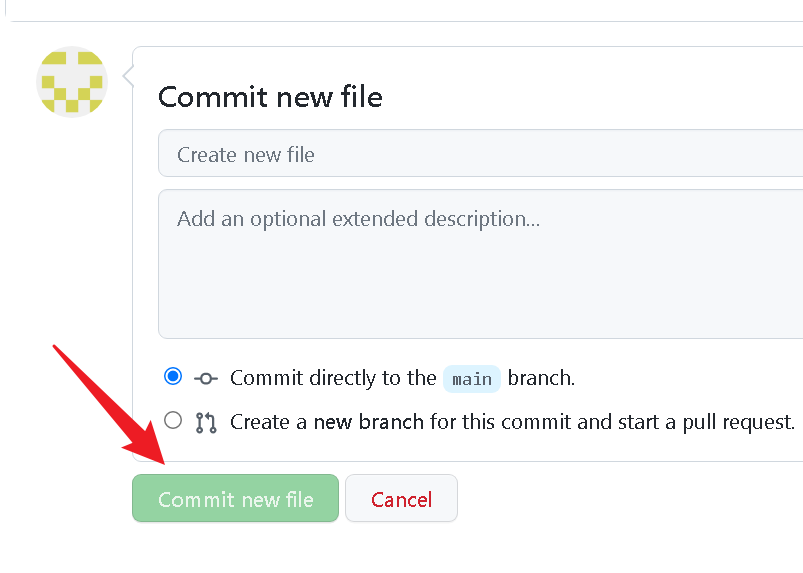 Commit new file
Create new file
Add an optional extended description...
Commit directly to the main branch.
Create a new branch for this commit and start a pull request.
Commit new file
Cancel